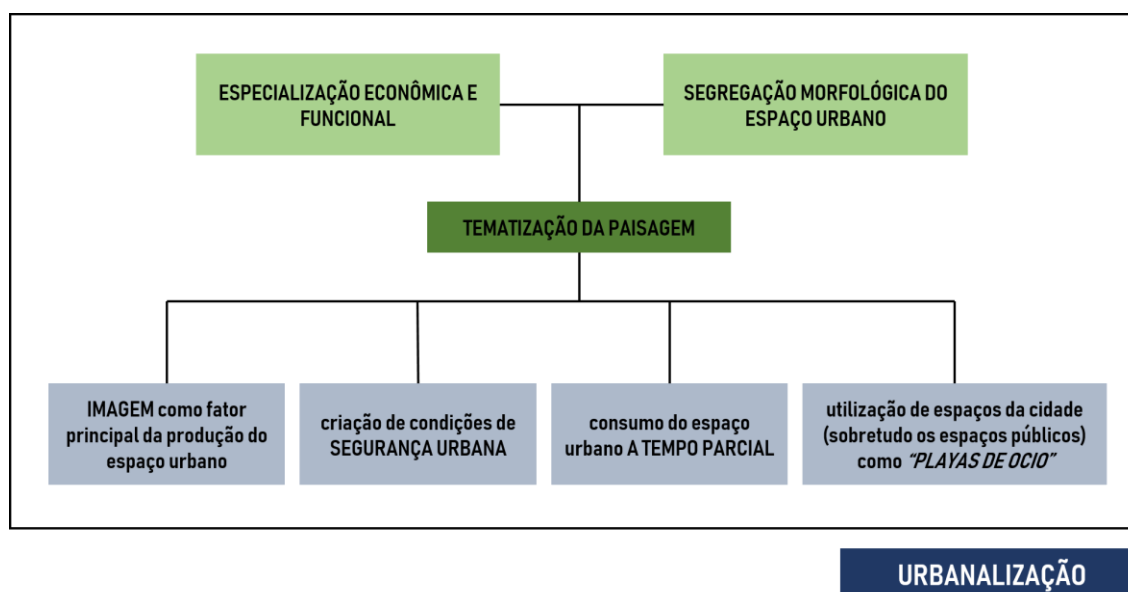 ESPECIALIZAÇÃO ECONÔMICA E
FUNCIONAL
SEGREGAÇÃO MORFOLÓGICA DO
ESPAÇO URBANO
TEMATIZAÇÃO DA PAISAGEM
IMAGEM como fator
principal da produção do
espaço urbano
criação de condições de
SEGURANÇA URBANA
consumo do espaço
urbano A TEMPO PARCIAL
utilização de espaços da cidade
(sobretudo os espaços públicos)
como "PLAYAS DE OCIO"
URBANALIZAÇÃO